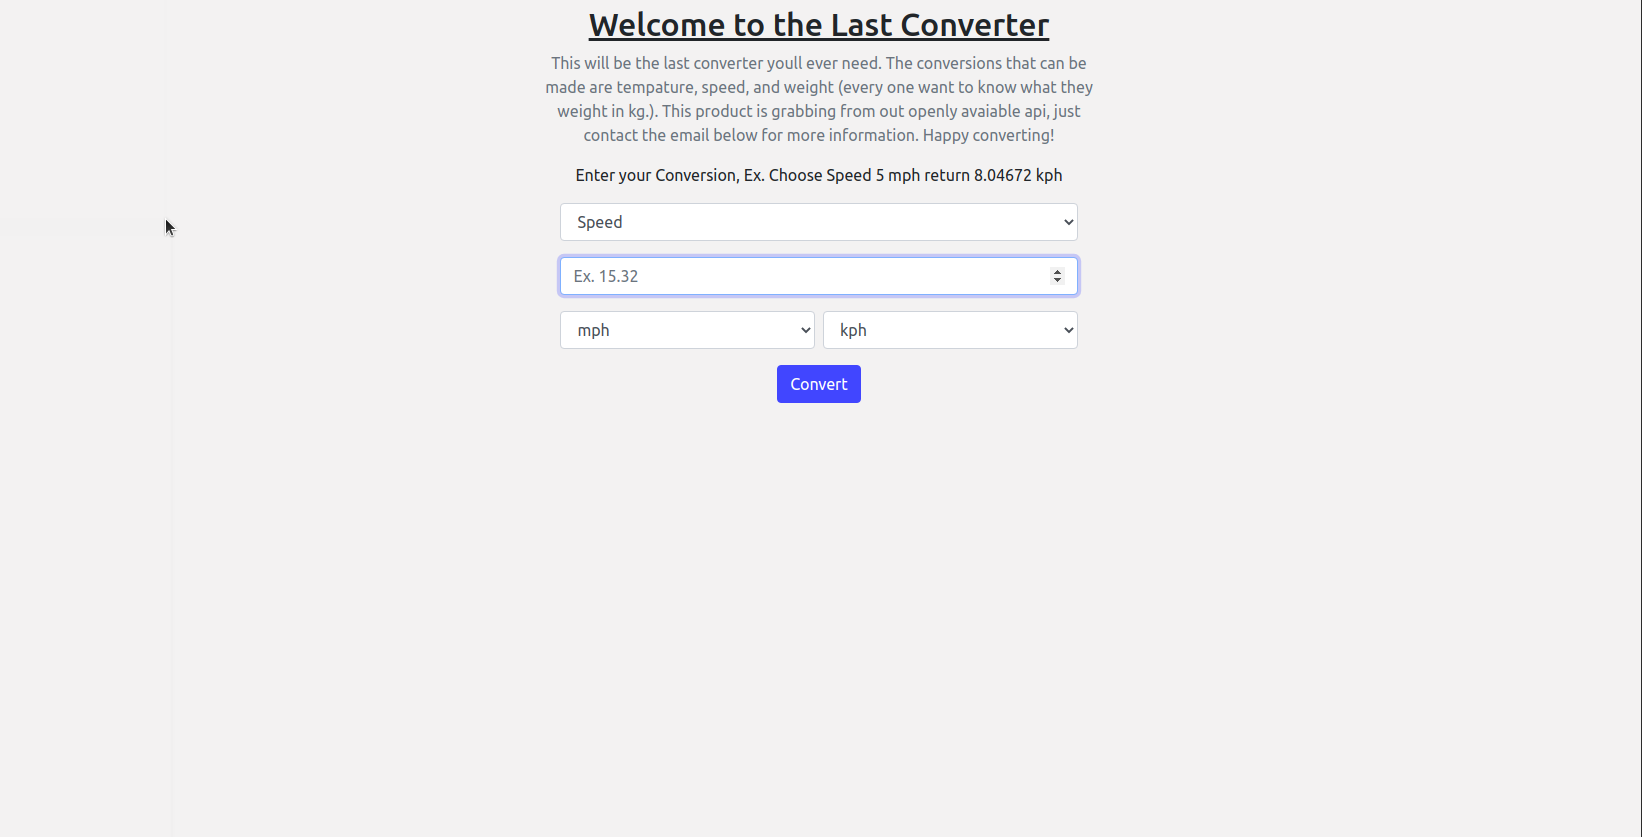 Welcome to the Last Converter
This will be the last converter youll ever need. The conversions that can be
made are tempature, speed, and weight (every one want to know what they
weight in kg.). This product is grabbing from out openly avaiable api, just
contact the email below for more information. Happy converting!
Enter your Conversion, Ex. Choose Speed 5 mph return 8.04672 kph
Speed
Ex. 15.32
mph kph
Convert